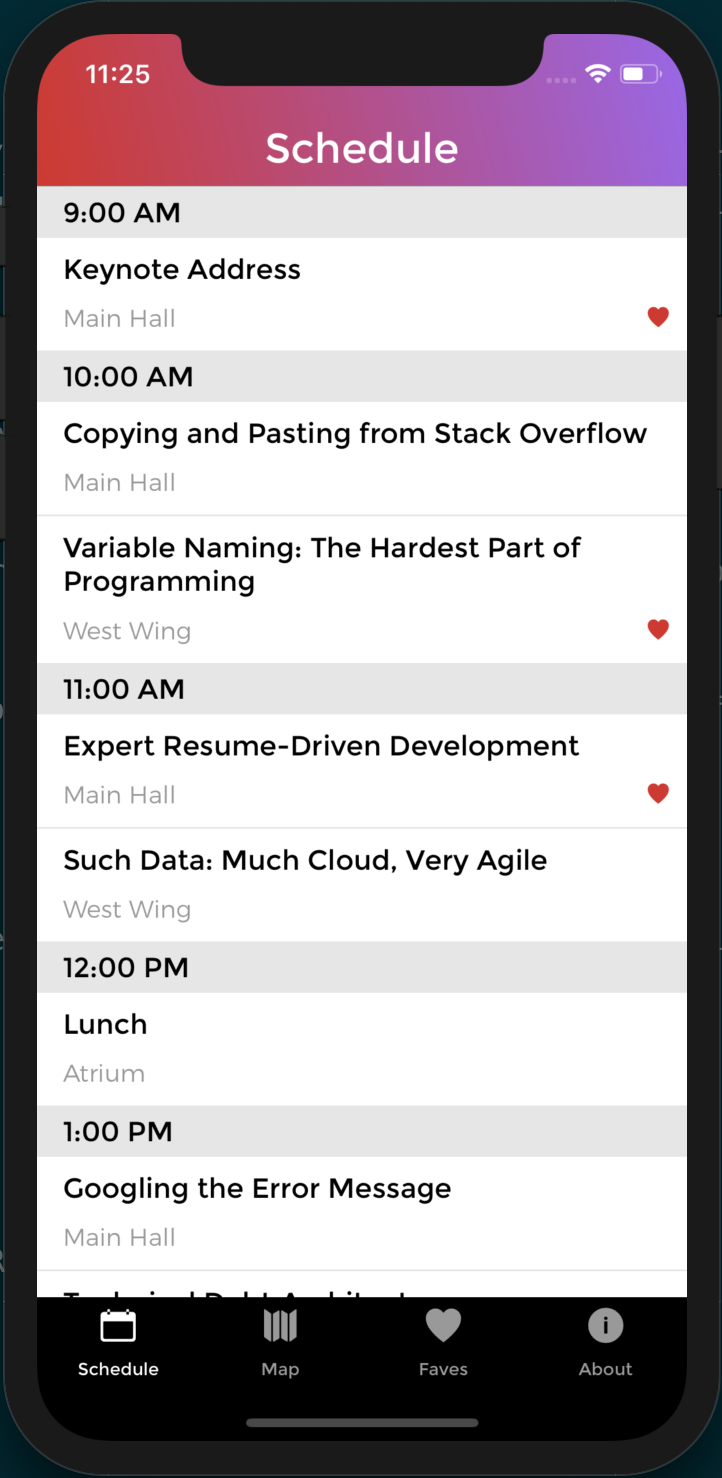 11:25
Schedule
9:00 AM
Keynote Address
Main Hall
10:00 AM
Copying and Pasting from Stack Overflow
Main Hall
Variable Naming: The Hardest Part of
Programming
West Wing
11:00 AM
Expert Resume-Driven Development
Main Hall
Such Data: Much Cloud, Very Agile
West Wing
12:00 PM
Lunch
Atrium
1:00 PM
Googling the Error Message
Main Hall
Schedule
Map
Faves
About